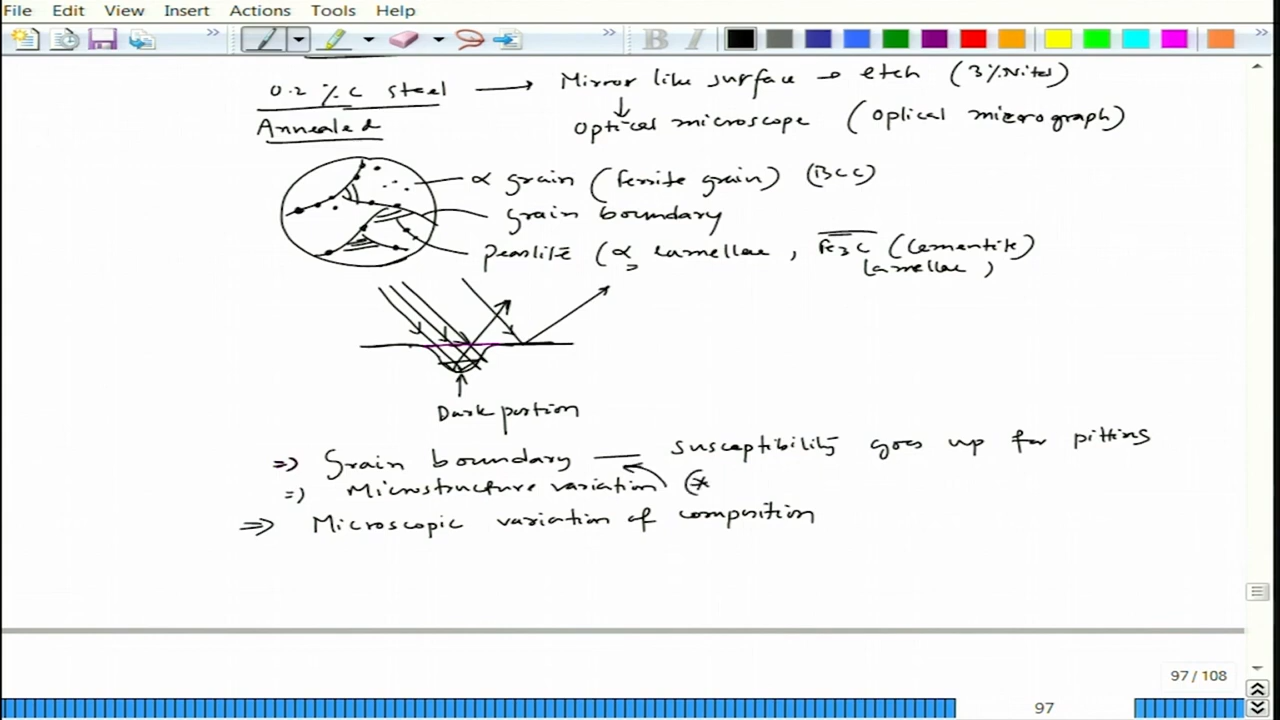 File Edit View Insert Actions Tools Help
0.2 % C steel → Mirror like surface → etch (3% Nital)
Annealed
Optical microscope (Optical micrograph)
α grain (ferrite grain) (BCC)
grain boundary
pearlite (α lamellae, Fe3C (Cementite) lamellae)
Dark portion
⇒ Grain boundary — susceptibility goes up for pitting
⇒ Microstructure variation (*
⇒ Microscopic variation of composition
97 / 108
97